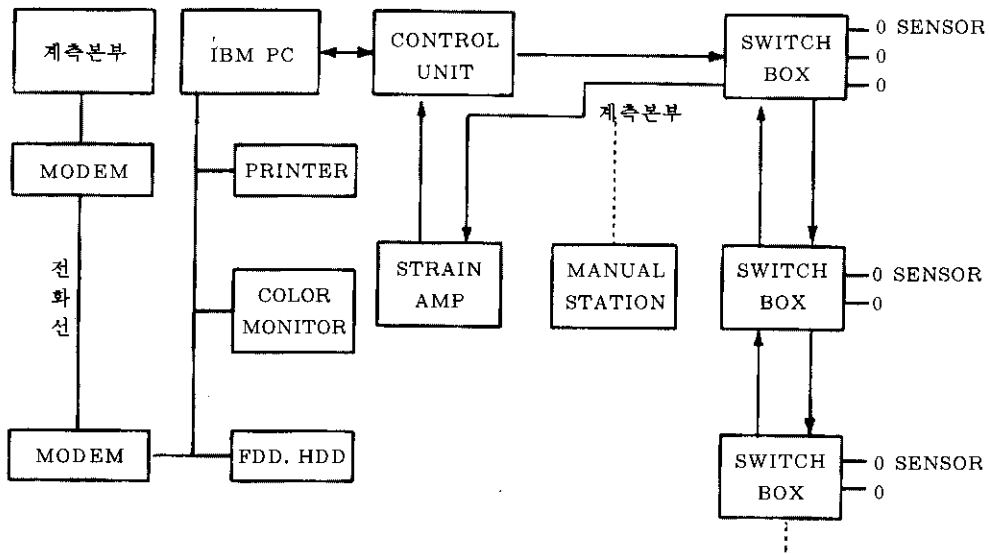 계측본부
IBM PC
CONTROL
UNIT
SWITCH
BOX
0 SENSOR
0
0
계측본부
MODEM
PRINTER
STRAIN
AMP
MANUAL
STATION
SWITCH
BOX
0 SENSOR
0
전
화
선
COLOR
MONITOR
MODEM
FDD. HDD
SWITCH
BOX
0 SENSOR
0